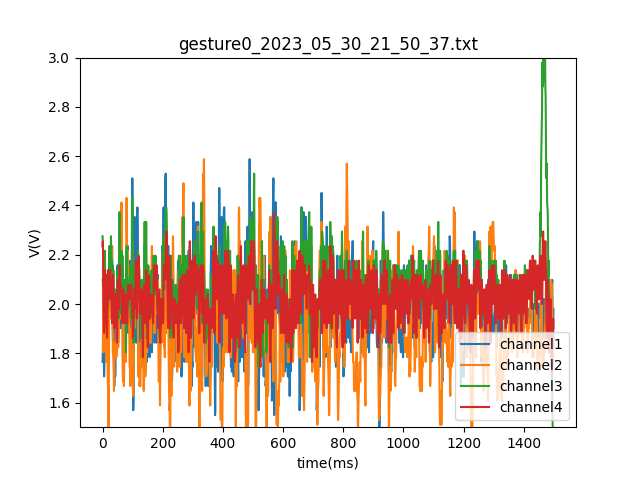 gesture0_2023_05_30_21_50_37.txt
3.0
2.8
2.6
2.4
2.2
2.0
1.8
1.6
V(V)
channel1
channel2
channel3
channel4
0 200 400 600 800 1000 1200 1400
time(ms)